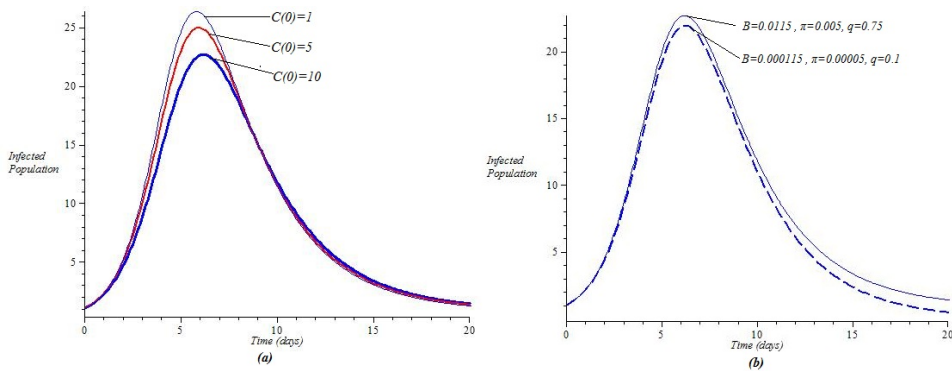 C(0)=1
C(0)=5
C(0)=10
25
20
15
10
5
Infected
Population
0
5
10
15
20
Time (days)
(a)
B=0.0115 , π=0.005, q=0.75
B=0.000115 , π=0.00005, q=0.1
20
15
10
5
Infected
Population
0
5
10
15
20
Time (days)
(b)